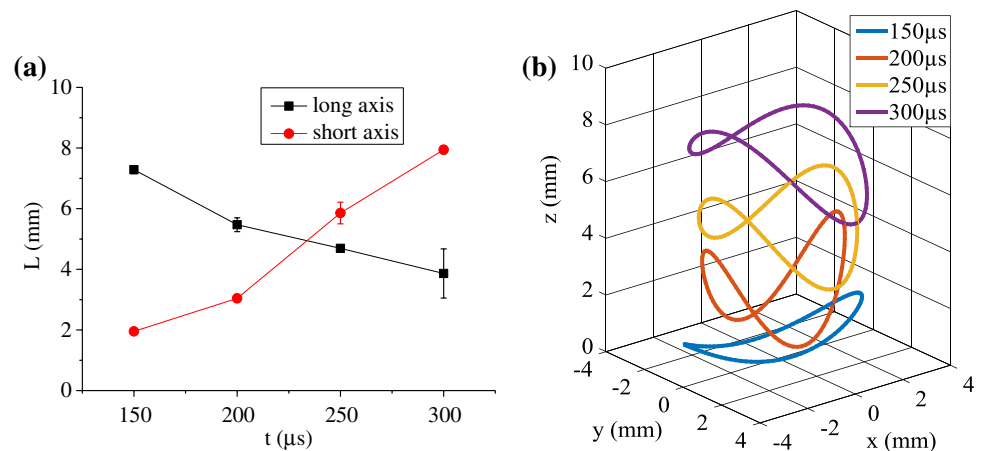 (a)
10
8
6
4
2
0
L (mm)
150
200
250
300
t (µs)
long axis
short axis
(b)
10
8
6
4
2
0
z (mm)
-4
-2
0
2
4
y (mm)
-4
-2
0
2
4
x (mm)
150µs
200µs
250µs
300µs